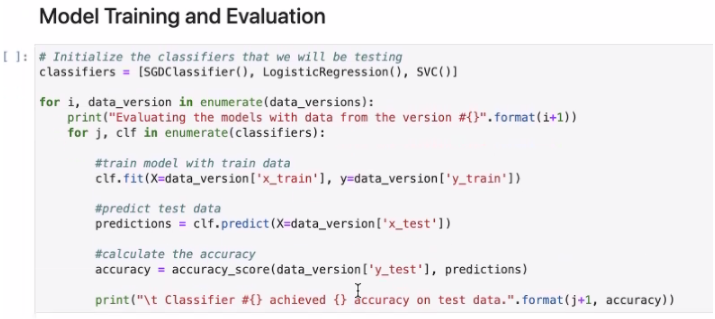 Model Training and Evaluation
[ ]: # Initialize the classifiers that we will be testing
classifiers = [SGDClassifier(), LogisticRegression(), SVC()]
for i, data_version in enumerate(data_versions):
    print("Evaluating the models with data from the version #{}".format(i+1))
    for j, clf in enumerate(classifiers):
        #train model with train data
        clf.fit(X=data_version['x_train'], y=data_version['y_train'])
        #predict test data
        predictions = clf.predict(X=data_version['x_test'])
        #calculate the accuracy
        accuracy = accuracy_score(data_version['y_test'], predictions)
        print("\t Classifier #{} achieved {} accuracy on test data.".format(j+1, accuracy))